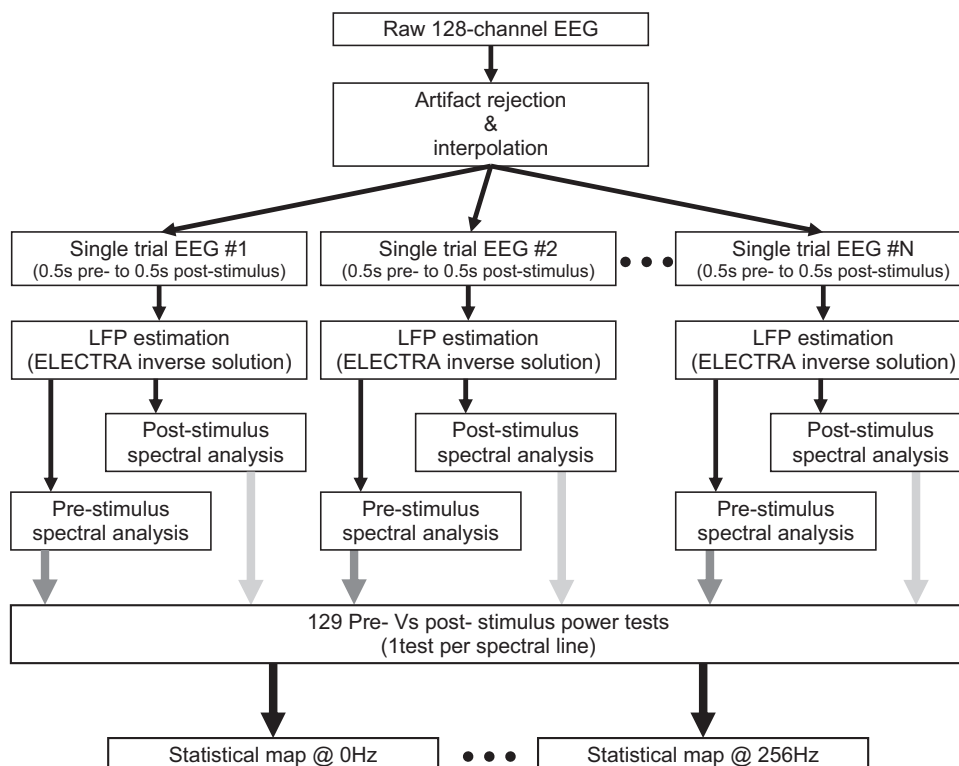 Raw 128-channel EEG
Artifact rejection
&
interpolation
Single trial EEG #1
(0.5s pre- to 0.5s post-stimulus)
Single trial EEG #2
(0.5s pre- to 0.5s post-stimulus)
Single trial EEG #N
(0.5s pre- to 0.5s post-stimulus)
LFP estimation
(ELECTRA inverse solution)
LFP estimation
(ELECTRA inverse solution)
LFP estimation
(ELECTRA inverse solution)
Post-stimulus
spectral analysis
Post-stimulus
spectral analysis
Post-stimulus
spectral analysis
Pre-stimulus
spectral analysis
Pre-stimulus
spectral analysis
Pre-stimulus
spectral analysis
129 Pre- Vs post- stimulus power tests
(1test per spectral line)
Statistical map @ 0Hz
Statistical map @ 256Hz